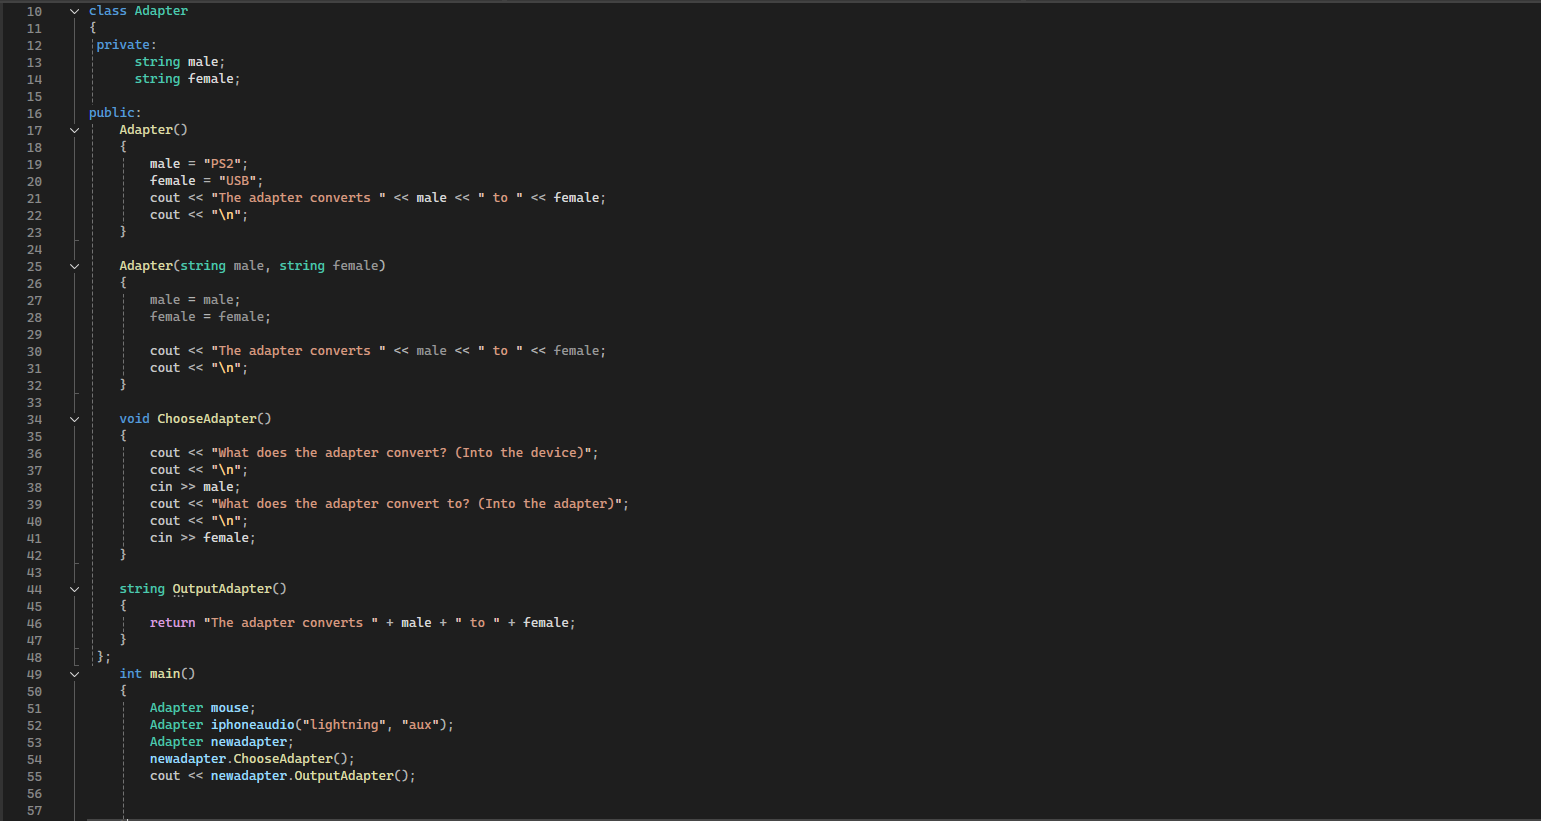 10 class Adapter
11 {
12 private:
13 string male;
14 string female;
15
16 public:
17 Adapter()
18 {
19 male = "PS2";
20 female = "USB";
21 cout << "The adapter converts " << male << " to " << female;
22 cout << "\n";
23 }
24
25 Adapter(string male, string female)
26 {
27 male = male;
28 female = female;
29
30 cout << "The adapter converts " << male << " to " << female;
31 cout << "\n";
32 }
33
34 void ChooseAdapter()
35 {
36 cout << "What does the adapter convert? (Into the device)";
37 cout << "\n";
38 cin >> male;
39 cout << "What does the adapter convert to? (Into the adapter)";
40 cout << "\n";
41 cin >> female;
42 }
43
44 string OutputAdapter()
45 {
46 return "The adapter converts " + male + " to " + female;
47 }
48 };
49 int main()
50 {
51 Adapter mouse;
52 Adapter iphoneaudio("lightning", "aux");
53 Adapter newadapter;
54 newadapter.ChooseAdapter();
55 cout << newadapter.OutputAdapter();
56
57